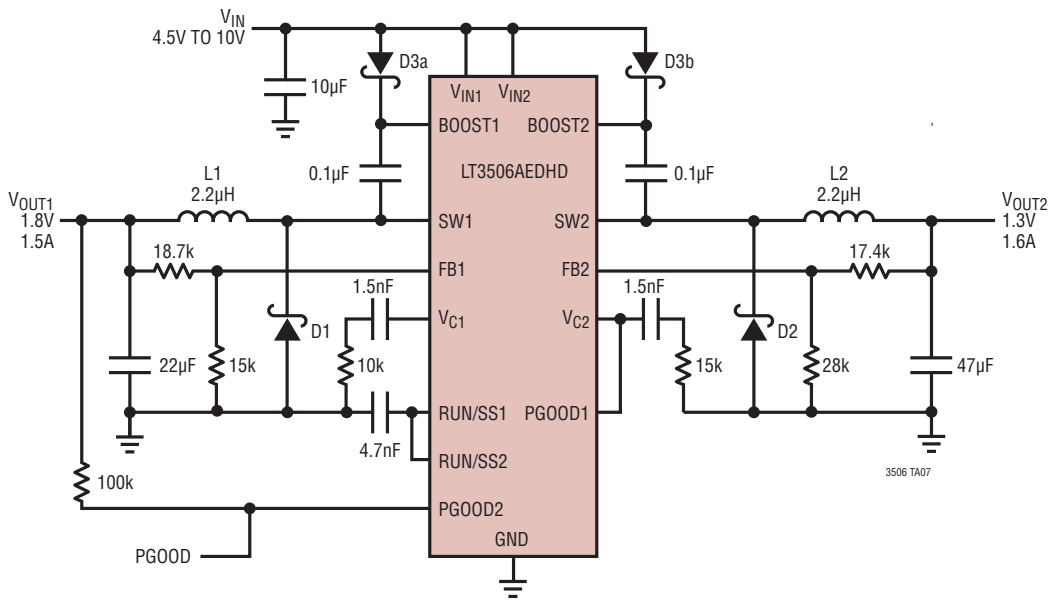 VIN
4.5V TO 10V
D3a
D3b
10µF
VIN1
VIN2
BOOST1
BOOST2
0.1µF
LT3506AEDHD
0.1µF
L1
2.2µH
L2
2.2µH
VOUT1
1.8V
1.5A
SW1
SW2
VOUT2
1.3V
1.6A
18.7k
FB1
FB2
17.4k
1.5nF
1.5nF
VC1
VC2
D1
D2
22µF
15k
10k
15k
28k
47µF
RUN/SS1
PGOOD1
4.7nF
RUN/SS2
3506 TA07
100k
PGOOD2
GND
PGOOD